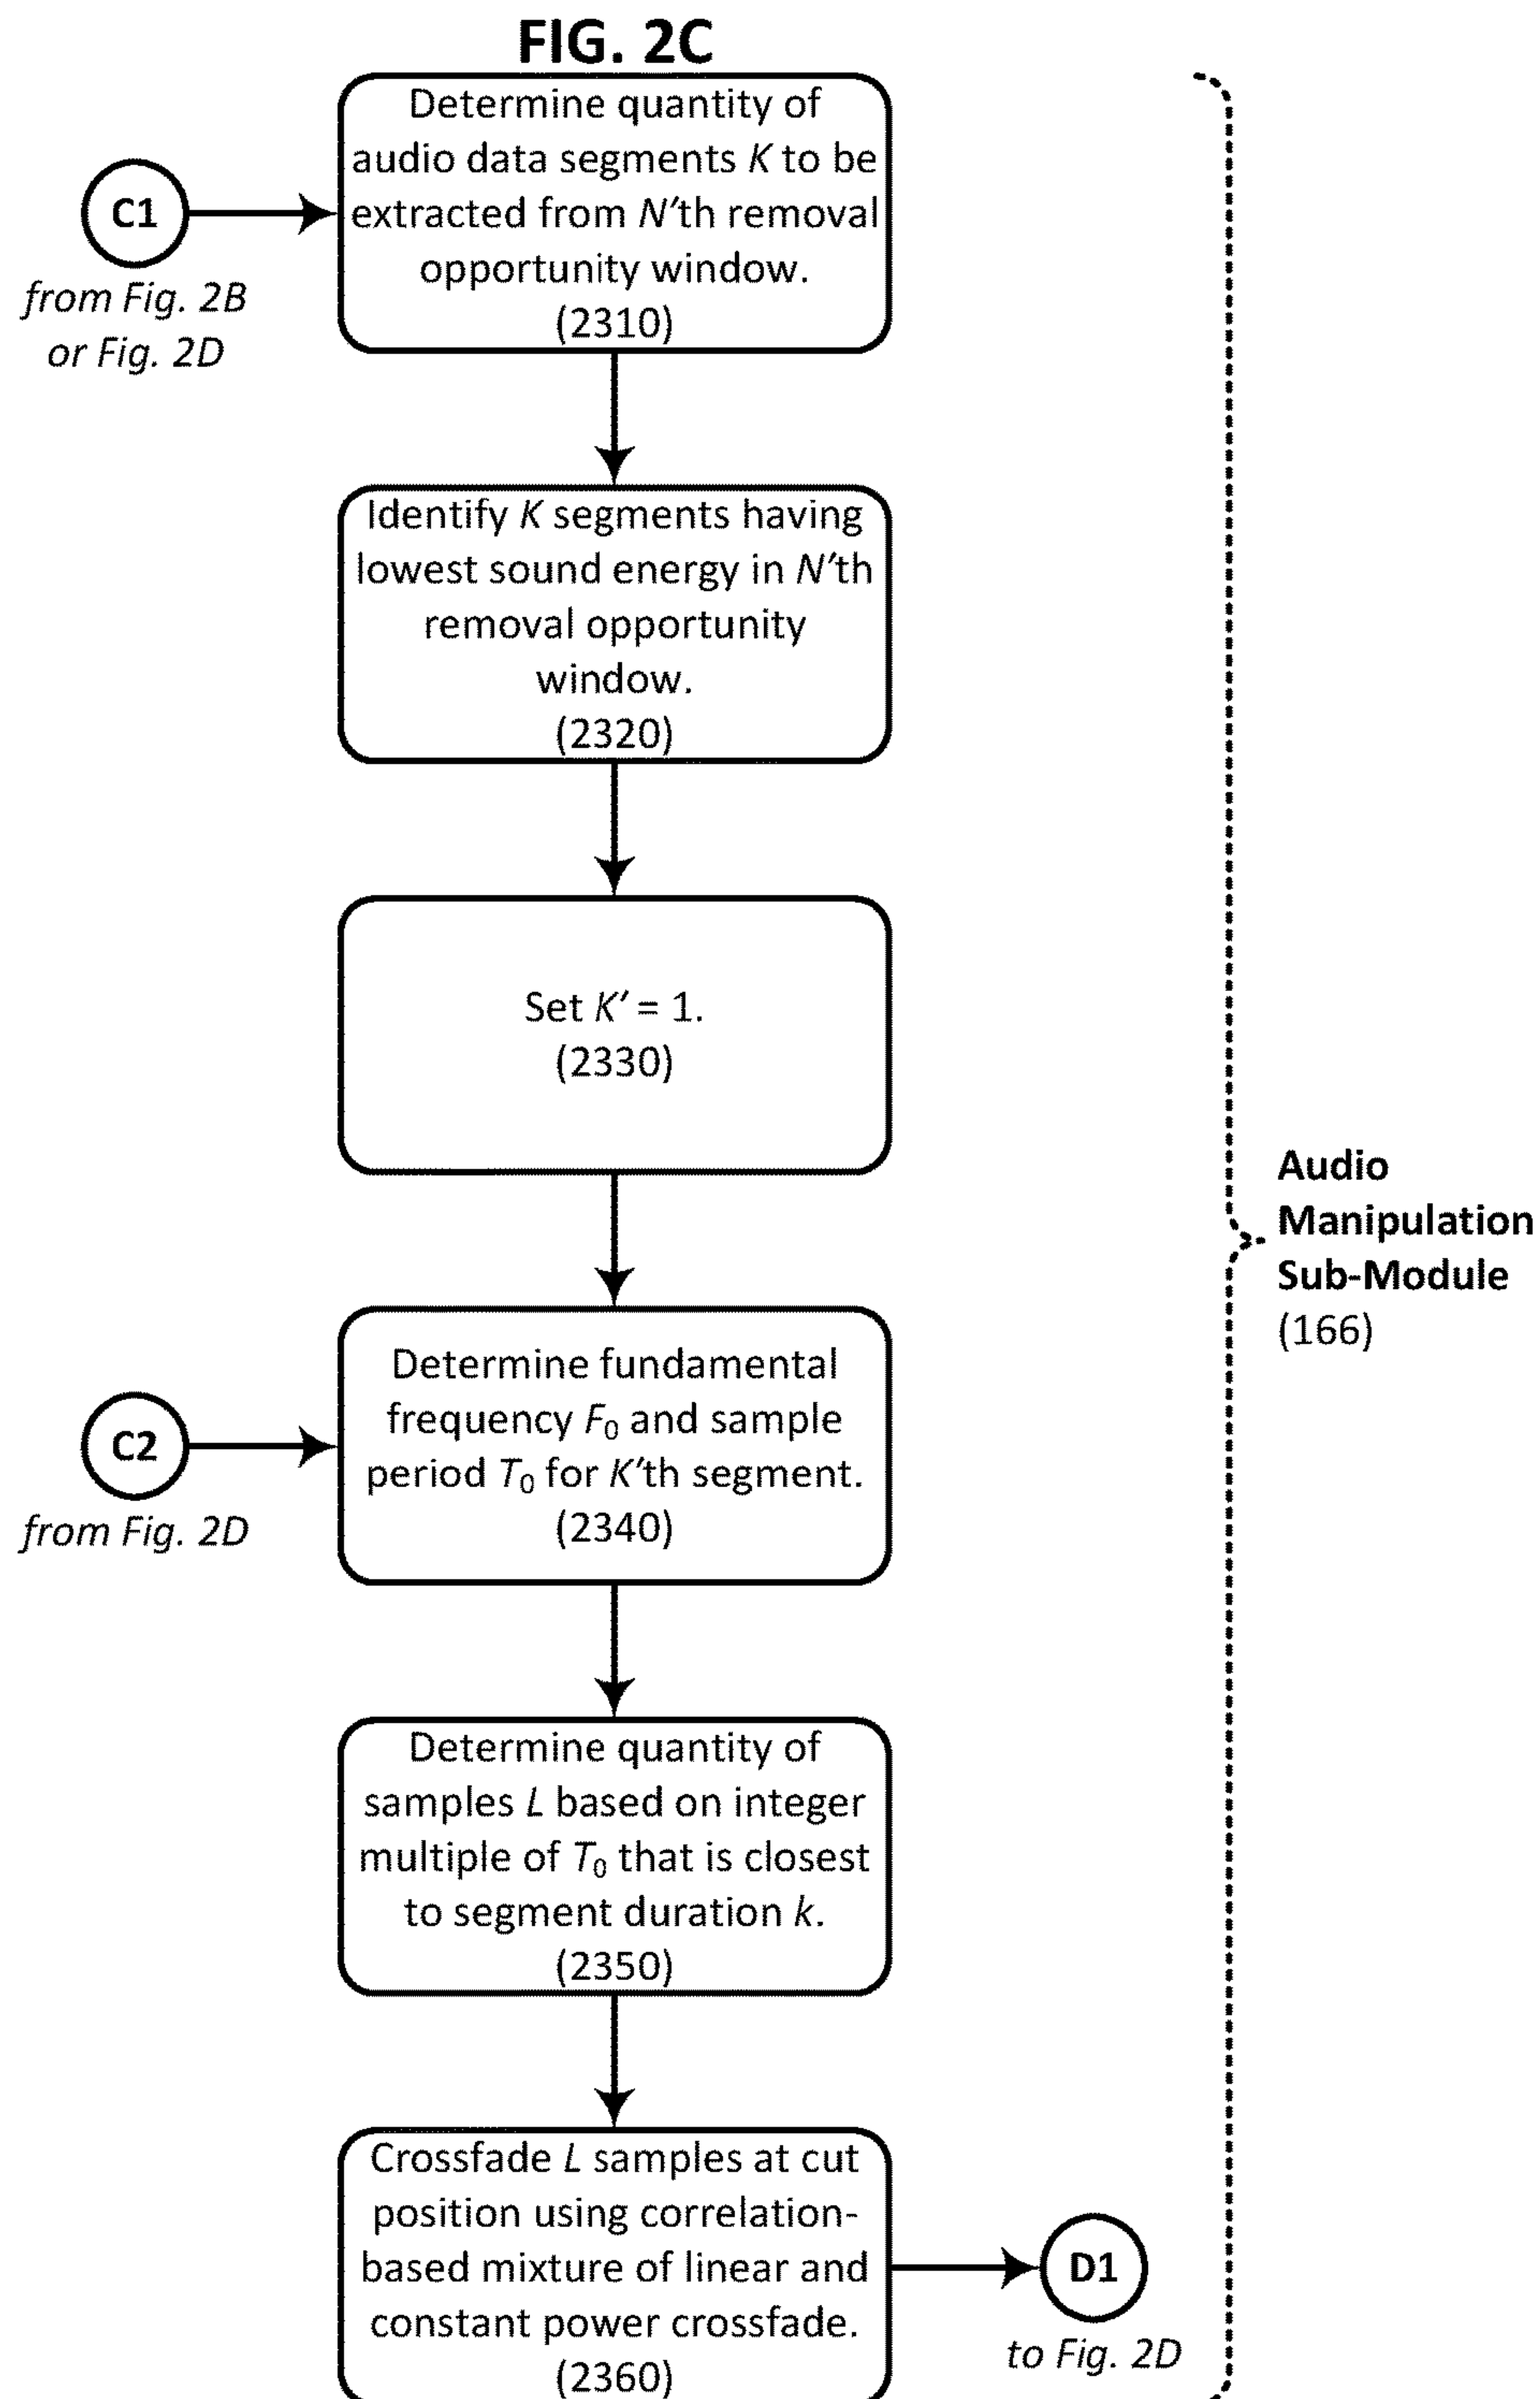 FIG. 2C
Determine quantity of
audio data segments K to be
extracted from N'th removal
opportunity window.
(2310)
C1
from Fig. 2B
or Fig. 2D
Identify K segments having
lowest sound energy in N'th
removal opportunity
window.
(2320)
Set K' = 1.
(2330)
Audio
Manipulation
Sub-Module
(166)
Determine fundamental
frequency F₀ and sample
period T₀ for K'th segment.
(2340)
C2
from Fig. 2D
Determine quantity of
samples L based on integer
multiple of T₀ that is closest
to segment duration k.
(2350)
Crossfade L samples at cut
position using correlation-
based mixture of linear and
constant power crossfade.
(2360)
D1
to Fig. 2D